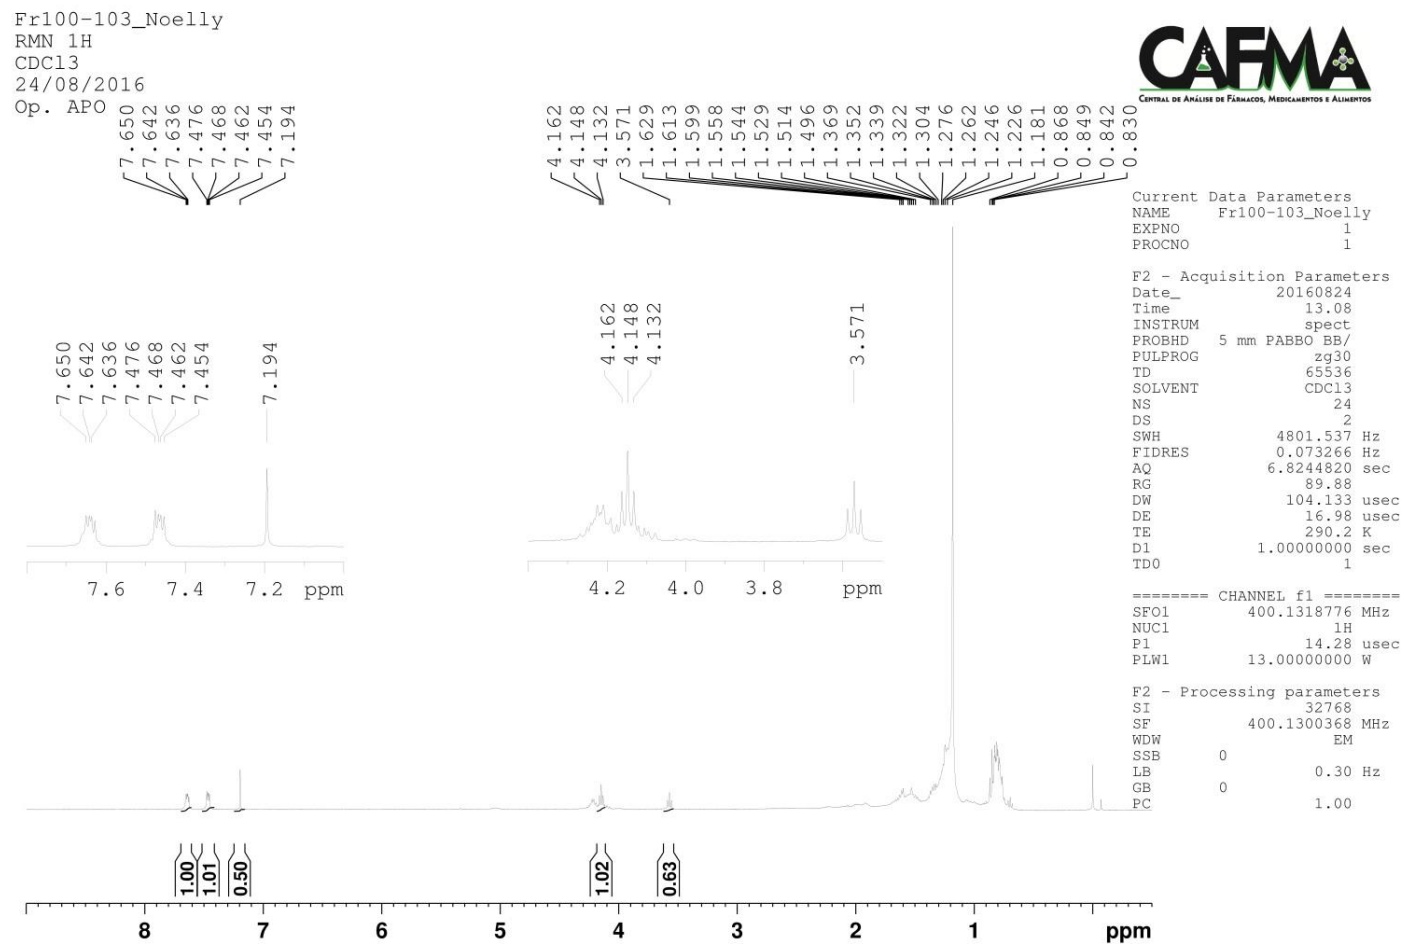 Fr100-103_Noelly
RMN 1H
CDCl3
24/08/2016
Op. APO
7.650
7.642
7.636
7.476
7.468
7.462
7.454
7.194
4.162
4.148
4.132
3.571
1.629
1.613
1.599
1.558
1.544
1.529
1.514
1.496
1.369
1.352
1.339
1.322
1.304
1.276
1.262
1.246
1.226
1.181
0.868
0.849
0.842
0.830
CAFMA
CENTRAL DE ANÁLISE DE FÁRMACOS, MEDICAMENTOS E ALIMENTOS
7.650
7.642
7.636
7.476
7.468
7.462
7.454
7.194
7.6 7.4 7.2 ppm
4.162
4.148
4.132
3.571
4.2 4.0 3.8 ppm
Current Data Parameters
NAME Fr100-103_Noelly
EXPNO 1
PROCNO 1
F2 - Acquisition Parameters
Date_ 20160824
Time 13.08
INSTRUM spect
PROBHD 5 mm PABBO BB/
PULPROG zg30
TD 65536
SOLVENT CDCl3
NS 24
DS 2
SWH 4801.537 Hz
FIDRES 0.073266 Hz
AQ 6.8244820 sec
RG 89.88
DW 104.133 usec
DE 16.98 usec
TE 290.2 K
D1 1.00000000 sec
TD0 1
======== CHANNEL f1 ========
SFO1 400.1318776 MHz
NUC1 1H
P1 14.28 usec
PLW1 13.00000000 W
F2 - Processing parameters
SI 32768
SF 400.1300368 MHz
WDW EM
SSB 0
LB 0.30 Hz
GB 0
PC 1.00
1.00
1.01
0.50
1.02
0.63
8 7 6 5 4 3 2 1 ppm